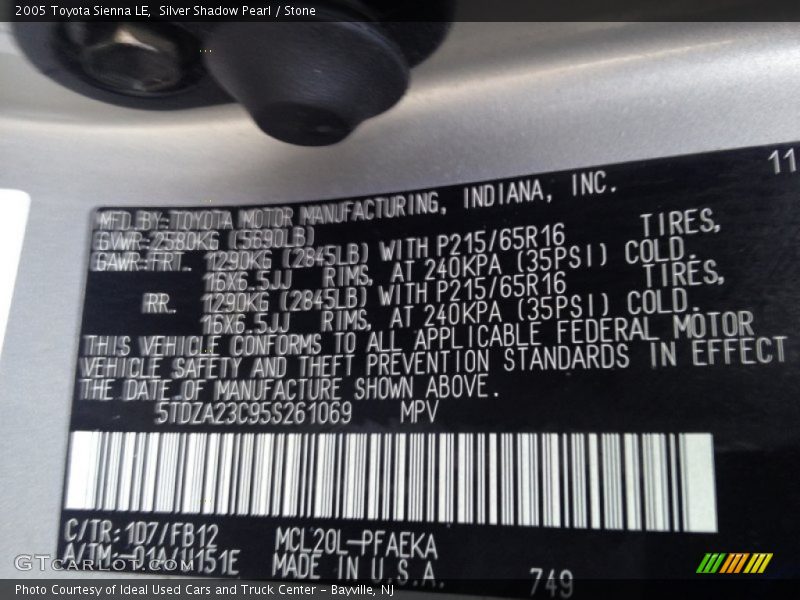 2005 Toyota Sienna LE,  Silver Shadow Pearl / Stone
11
MFD.BY:TOYOTA MOTOR MANUFACTURING, INDIANA, INC.
GVWR:2580KG (5690LB)
GAWR:FRT. 1290KG (2845LB) WITH P215/65R16 TIRES,
16X6.5JJ RIMS, AT 240KPA (35PSI) COLD.
RR. 1290KG (2845LB) WITH P215/65R16 TIRES,
16X6.5JJ RIMS, AT 240KPA (35PSI) COLD.
THIS VEHICLE CONFORMS TO ALL APPLICABLE FEDERAL MOTOR
VEHICLE SAFETY AND THEFT PREVENTION STANDARDS IN EFFECT
THE DATE OF MANUFACTURE SHOWN ABOVE.
5TDZA23C95S261069 MPV
C/TR:1D7/FB12 MCL20L-PFAEKA
A/TM:-01A/U151E MADE IN U.S.A.
749
GTCARLOT.COM
Photo Courtesy of Ideal Used Cars and Truck Center – Bayville, NJ